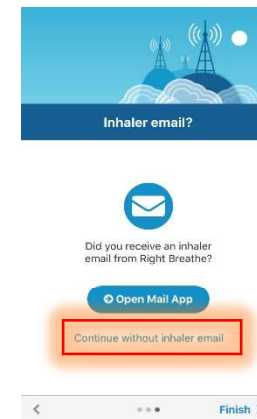 Inhaler email?
Did you receive an inhaler
email from Right Breathe?
Open Mail App
Continue without inhaler email
Finish